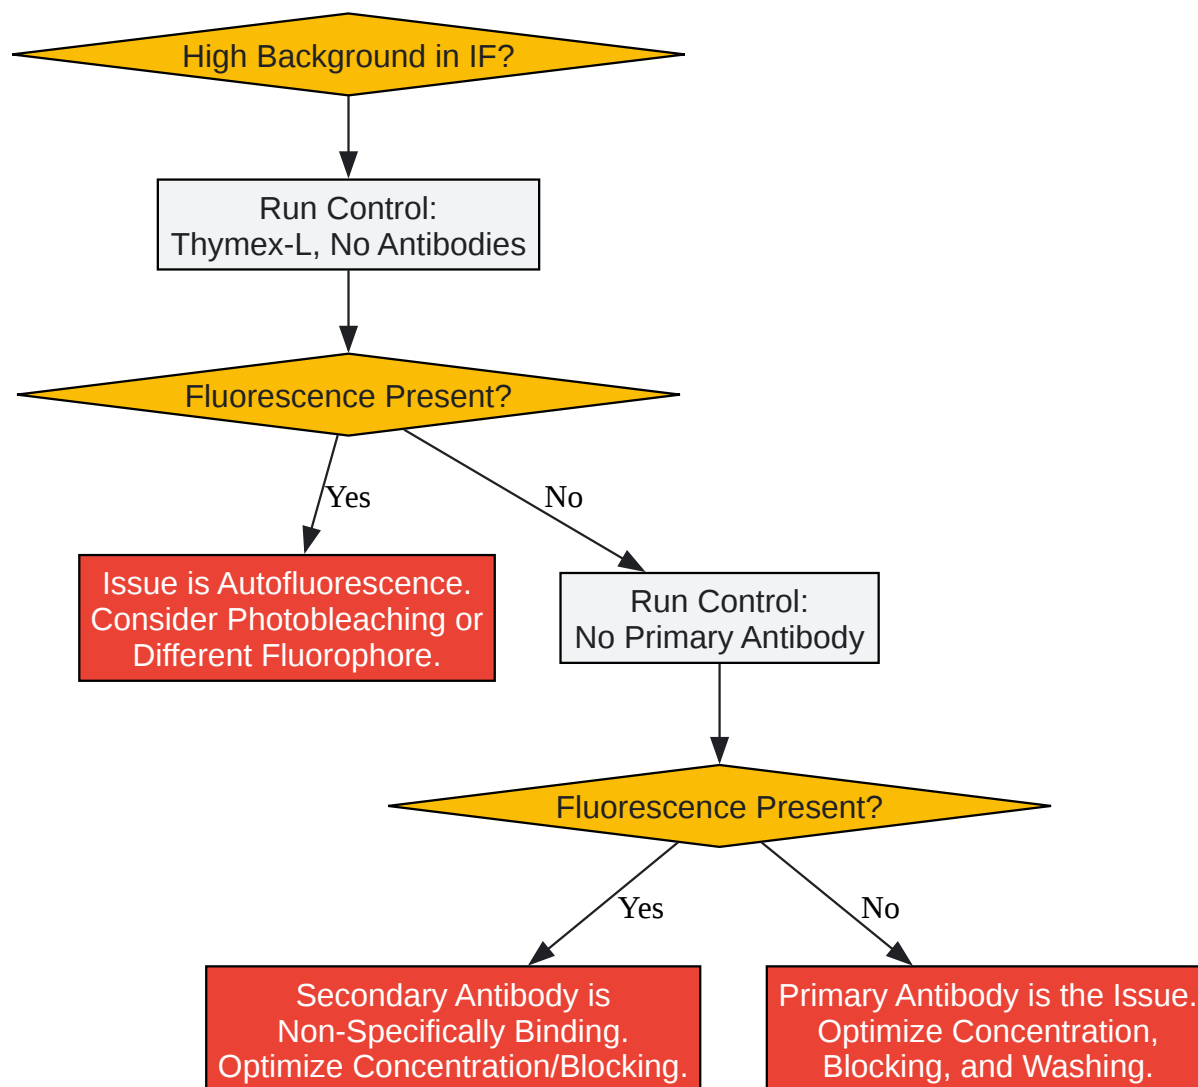 High Background in IF?
Run Control:
Thymex-L, No Antibodies
Fluorescence Present?
Yes
No
Issue is Autofluorescence.
Consider Photobleaching or
Different Fluorophore.
Run Control:
No Primary Antibody
Fluorescence Present?
Yes
No
Secondary Antibody is
Non-Specifically Binding.
Optimize Concentration/Blocking.
Primary Antibody is the Issue.
Optimize Concentration,
Blocking, and Washing.